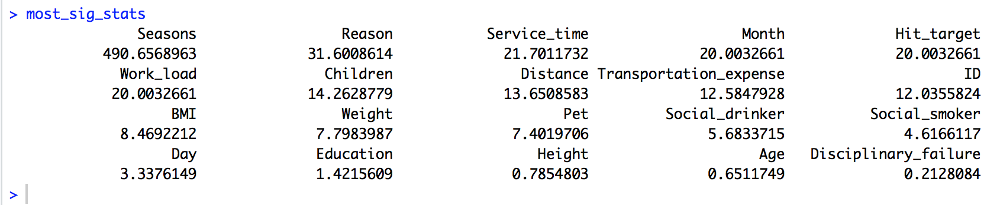 > most_sig_stats
Seasons Reason Service_time Month Hit_target
490.6568963 31.6008614 21.7011732 20.0032661 20.0032661
Work_load Children Distance Transportation_expense ID
20.0032661 14.2628779 13.6508583 12.5847928 12.0355824
BMI Weight Pet Social_drinker Social_smoker
8.4692212 7.7983987 7.4019706 5.6833715 4.6166117
Day Education Height Age Disciplinary_failure
3.3376149 1.4215609 0.7854803 0.6511749 0.2128084
>